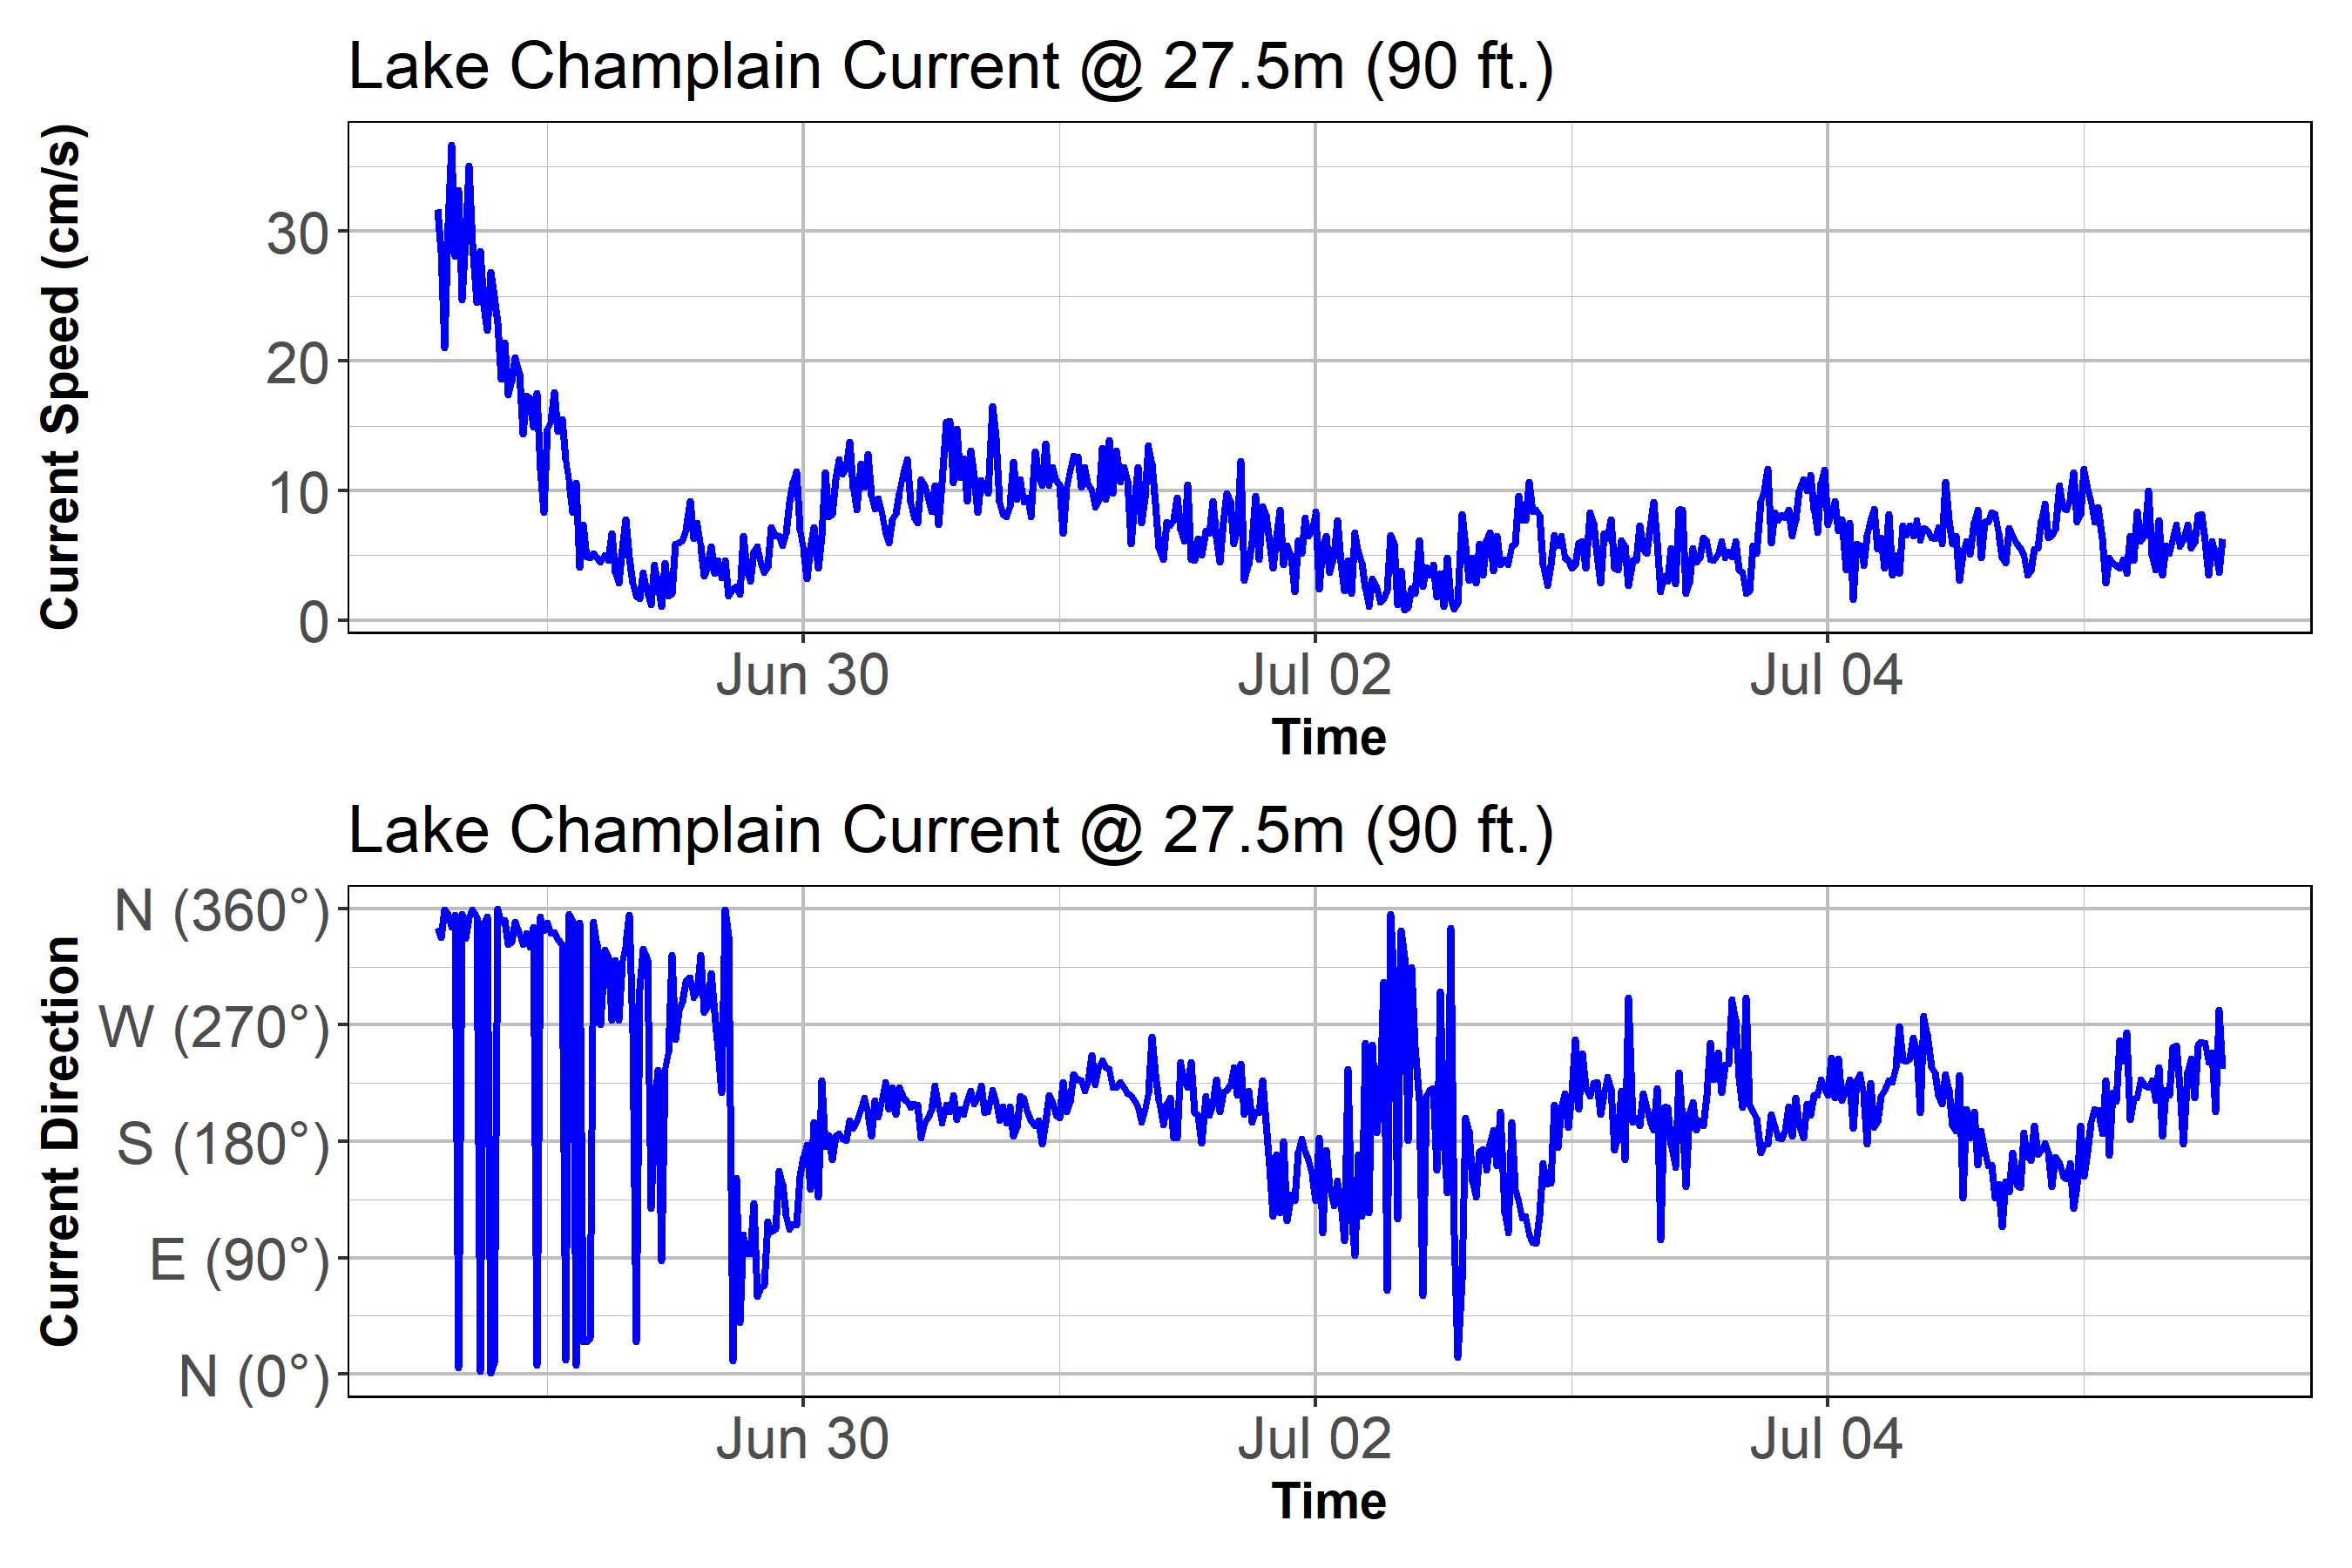 Lake Champlain Current @ 27.5m (90 ft.)
Current Speed (cm/s)
30
20
10
0
Jun 30 Jul 02 Jul 04
Time
Lake Champlain Current @ 27.5m (90 ft.)
Current Direction
N (360°)
W (270°)
S (180°)
E (90°)
N (0°)
Jun 30 Jul 02 Jul 04
Time